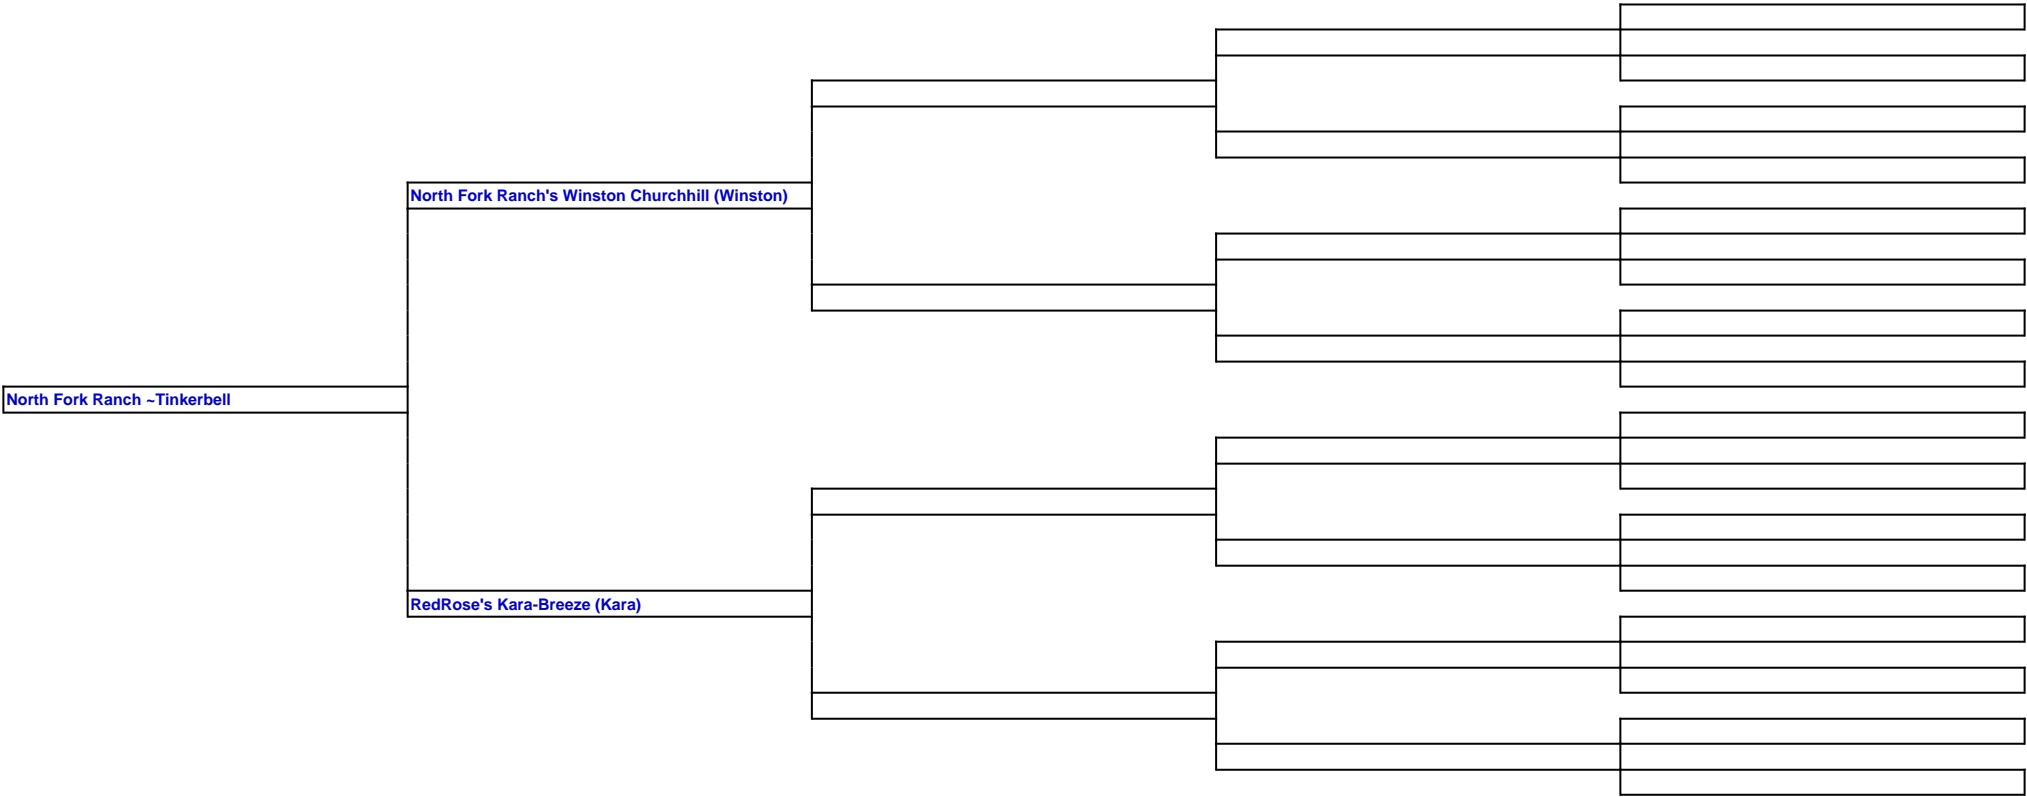 North Fork Ranch's Winston Churchhill (Winston)
North Fork Ranch ~Tinkerbell
RedRose's Kara-Breeze (Kara)